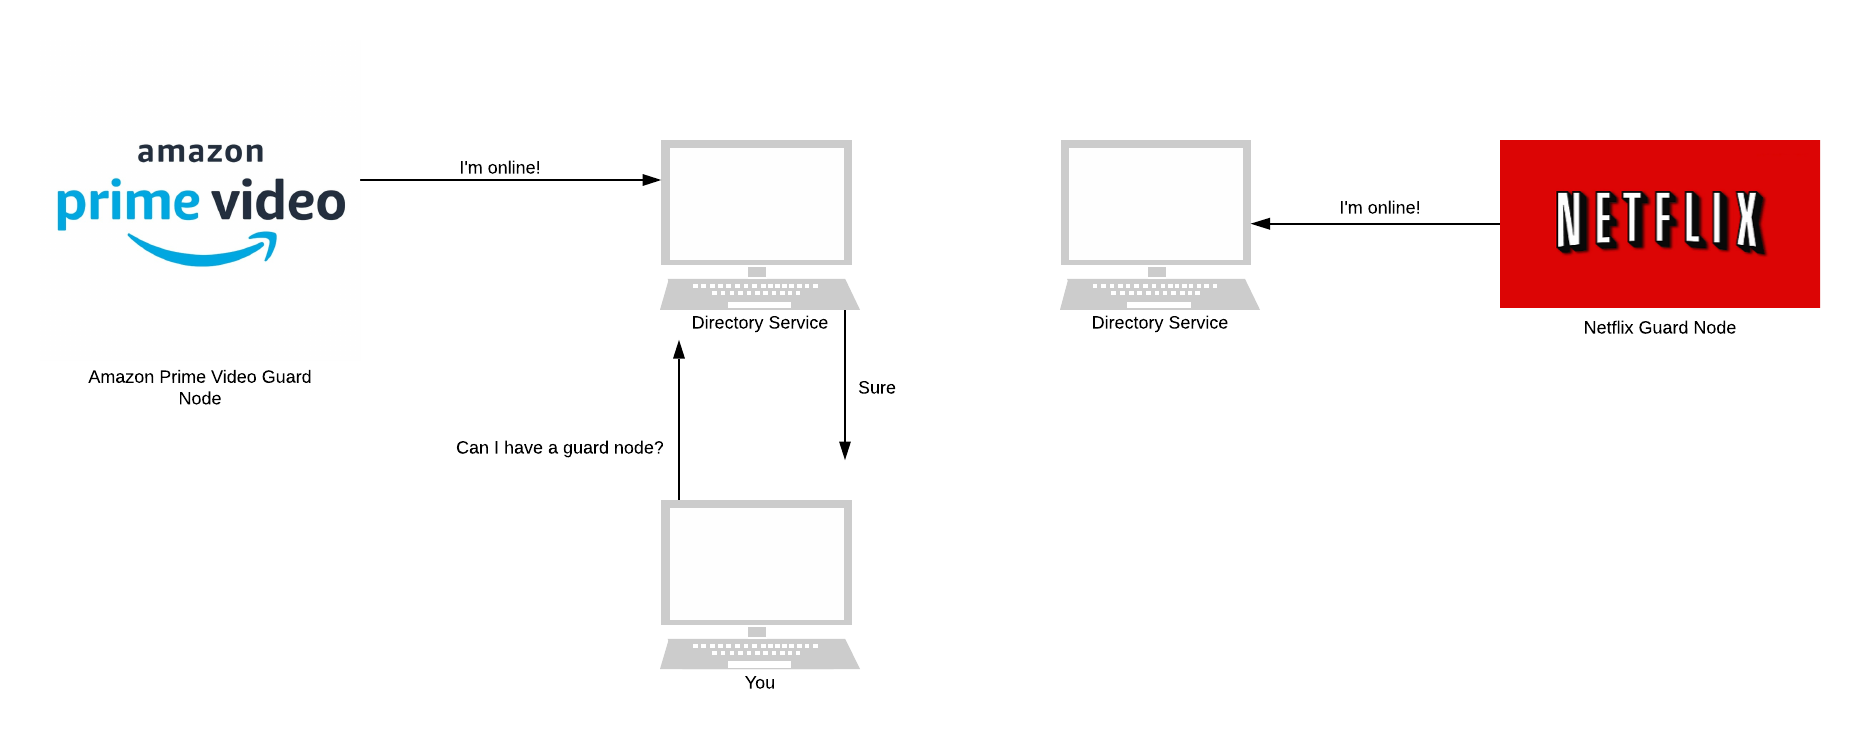 amazon
prime video
I'm online!
Directory Service
Directory Service
I'm online!
NETFLIX
Netflix Guard Node
Amazon Prime Video Guard
Node
Sure
Can I have a guard node?
You